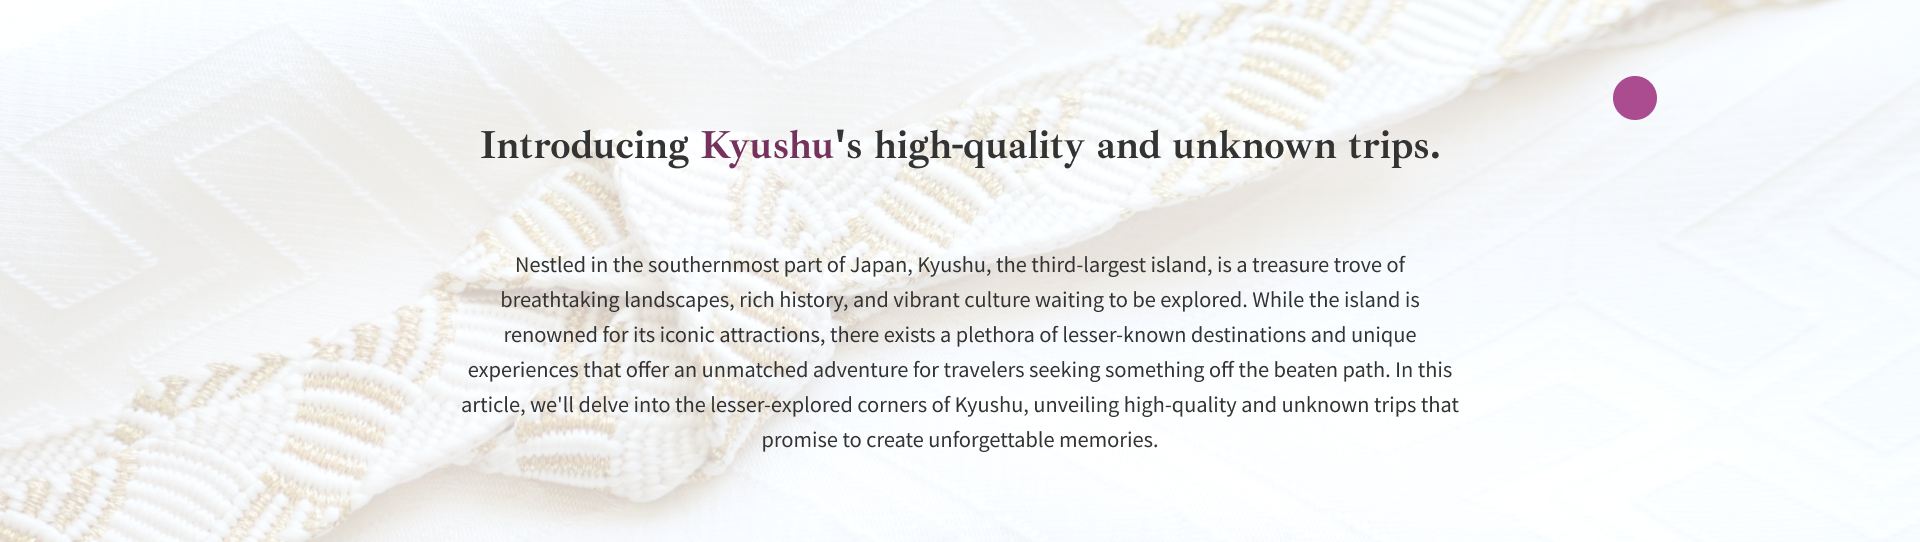 Introducing Kyushu's high-quality and unknown trips.
Nestled in the southernmost part of Japan, Kyushu, the third-largest island, is a treasure trove of
breathtaking landscapes, rich history, and vibrant culture waiting to be explored. While the island is
renowned for its iconic attractions, there exists a plethora of lesser-known destinations and unique
experiences that offer an unmatched adventure for travelers seeking something off the beaten path. In this
article, we'll delve into the lesser-explored corners of Kyushu, unveiling high-quality and unknown trips that
promise to create unforgettable memories.